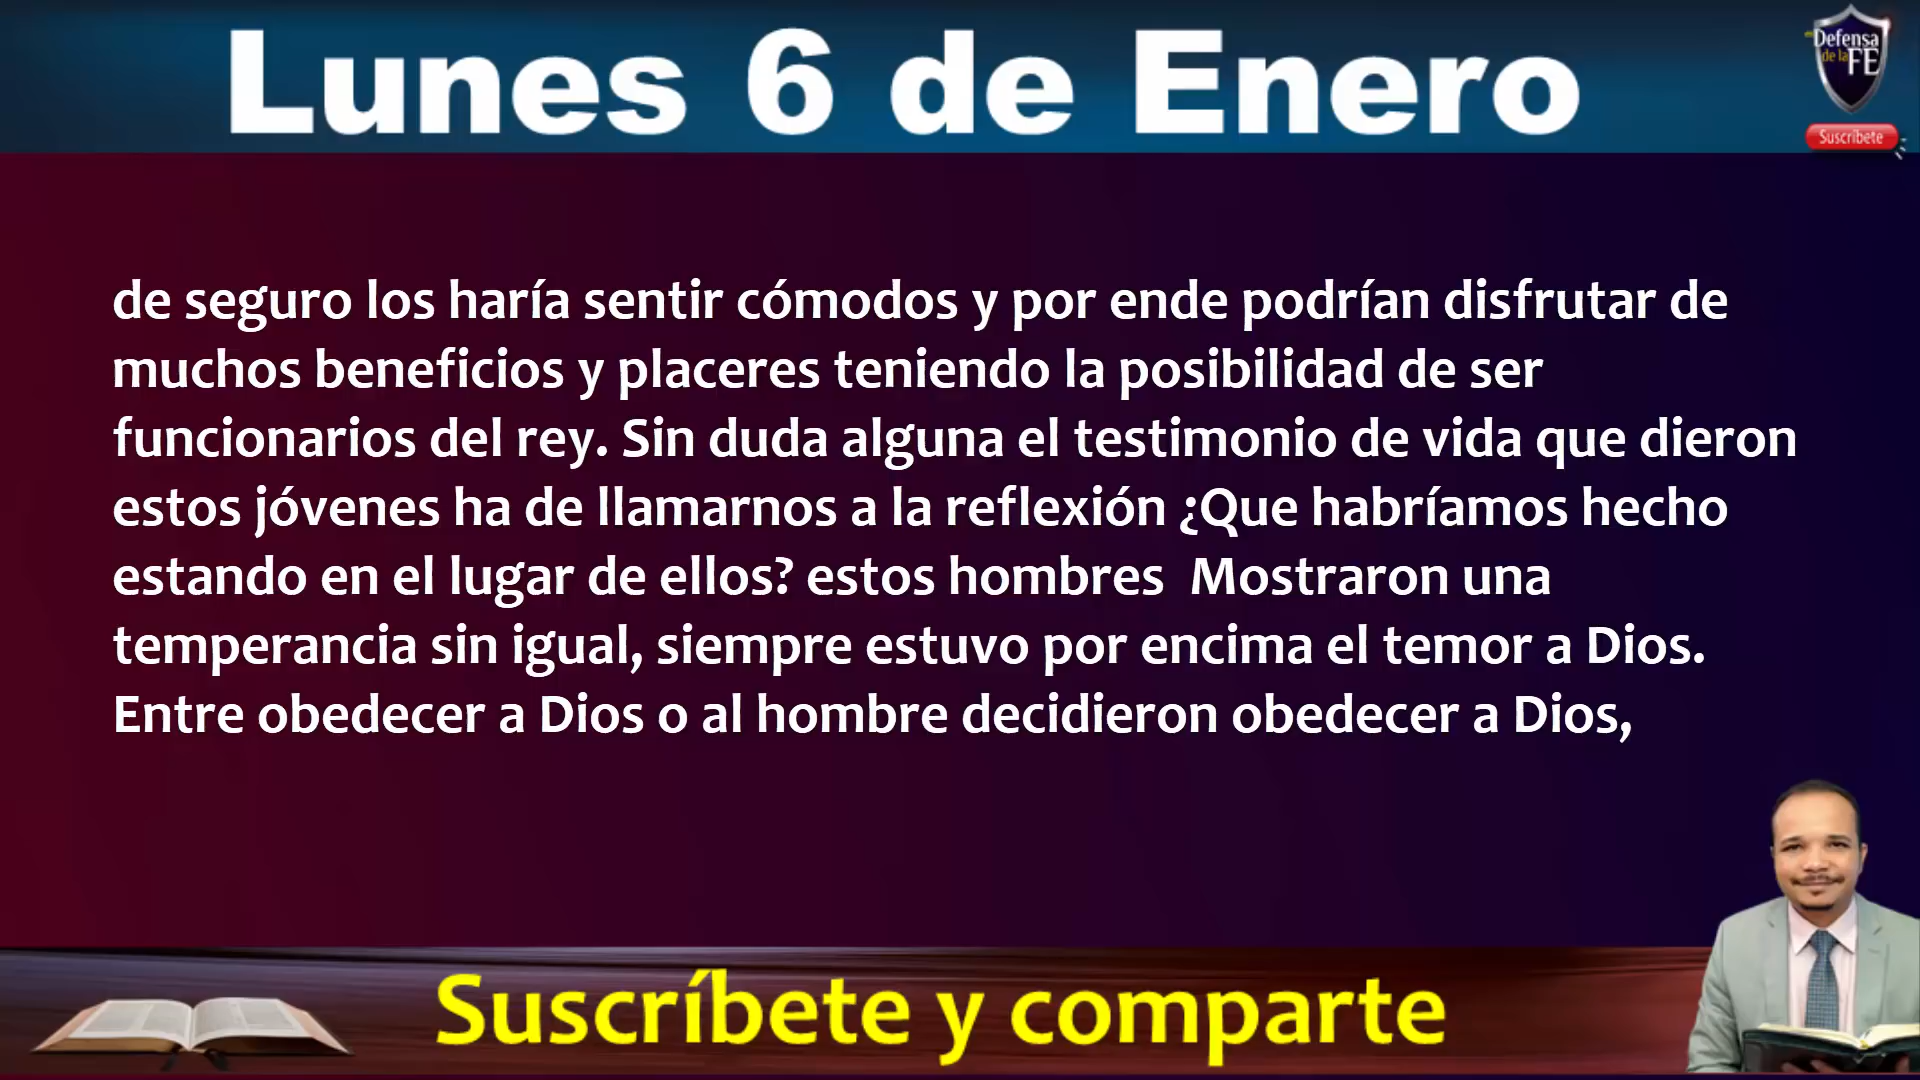 Lunes 6 de Enero
Defensa
de la FE
Suscríbete
de seguro los haría sentir cómodos y por ende podrían disfrutar de
muchos beneficios y placeres teniendo la posibilidad de ser
funcionarios del rey. Sin duda alguna el testimonio de vida que dieron
estos jóvenes ha de llamarnos a la reflexión ¿Que habríamos hecho
estando en el lugar de ellos? estos hombres  Mostraron una
temperancia sin igual, siempre estuvo por encima el temor a Dios.
Entre obedecer a Dios o al hombre decidieron obedecer a Dios,
Suscríbete y comparte